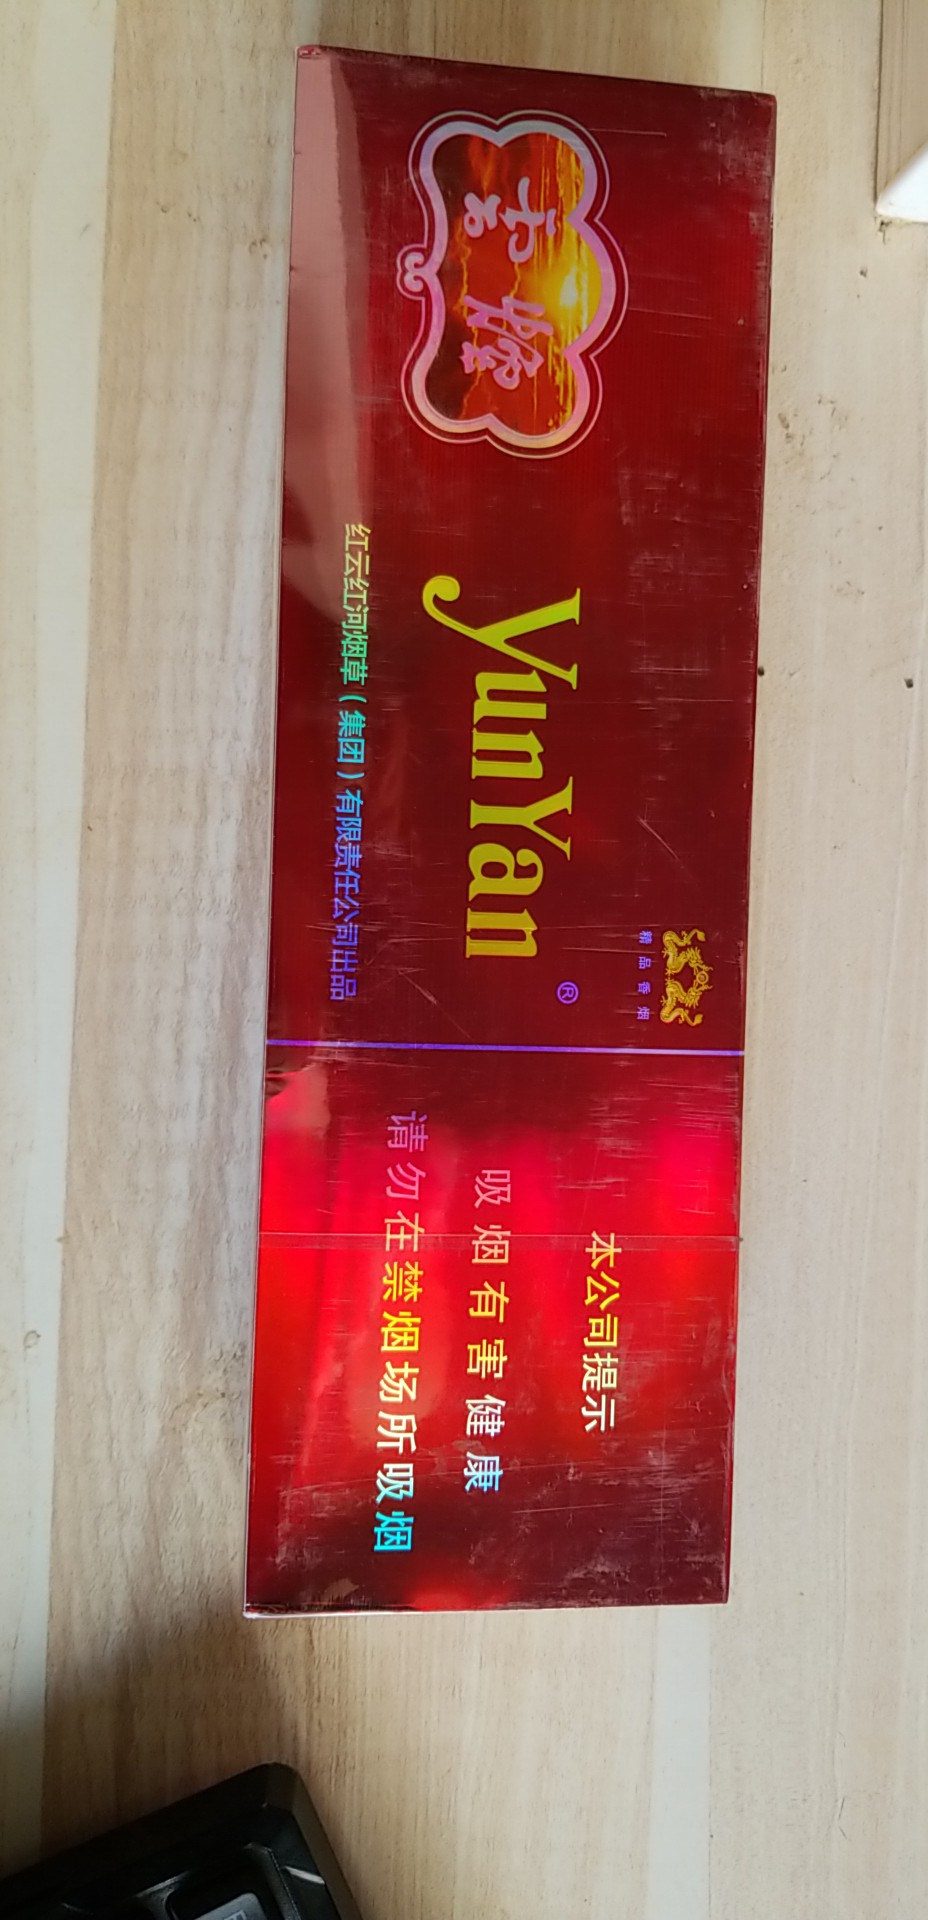 雲煙
YunYan®
精品香烟
红云红河烟草(集团)有限责任公司出品
本公司提示
吸烟有害健康
请勿在禁烟场所吸烟